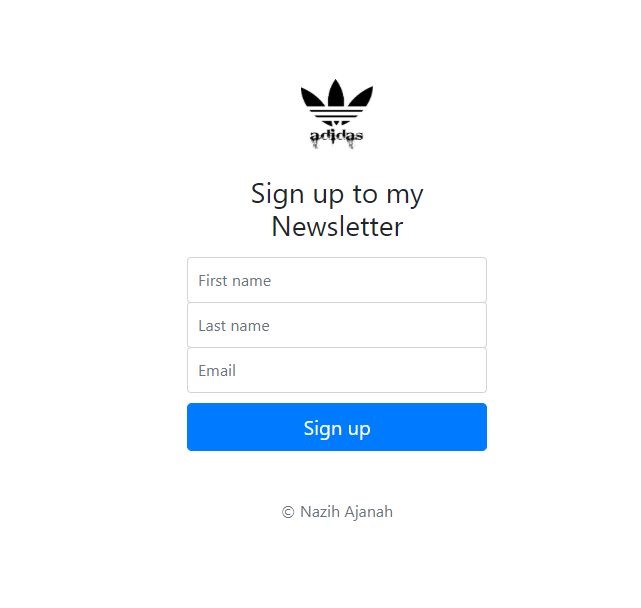 adidas
Sign up to my
Newsletter
First name
Last name
Email
Sign up
© Nazih Ajanah